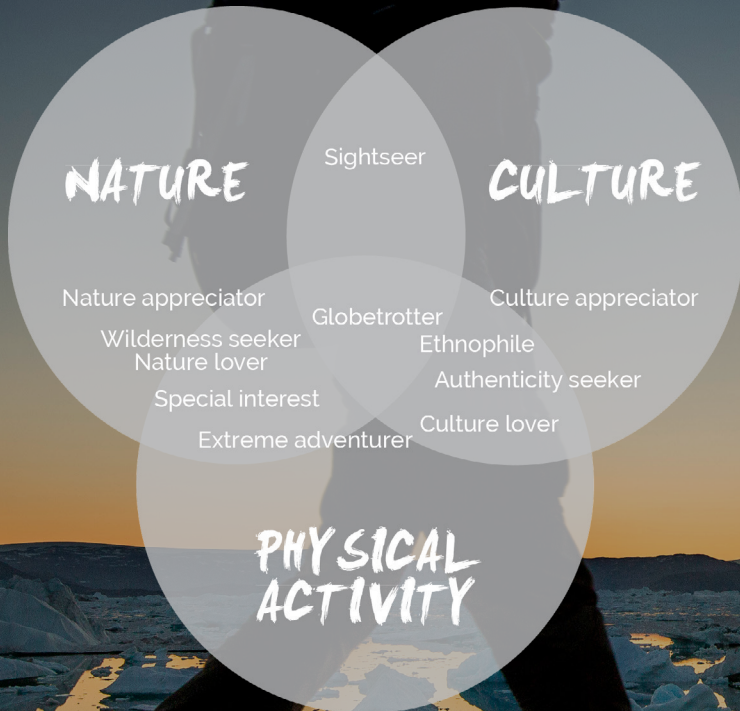 Sightseer
NATURE
CULTURE
Nature appreciator
Culture appreciator
Globetrotter
Wilderness seeker
Ethnophile
Nature lover
Authenticity seeker
Special interest
Culture lover
Extreme adventurer
PHYSICAL
ACTIVITY